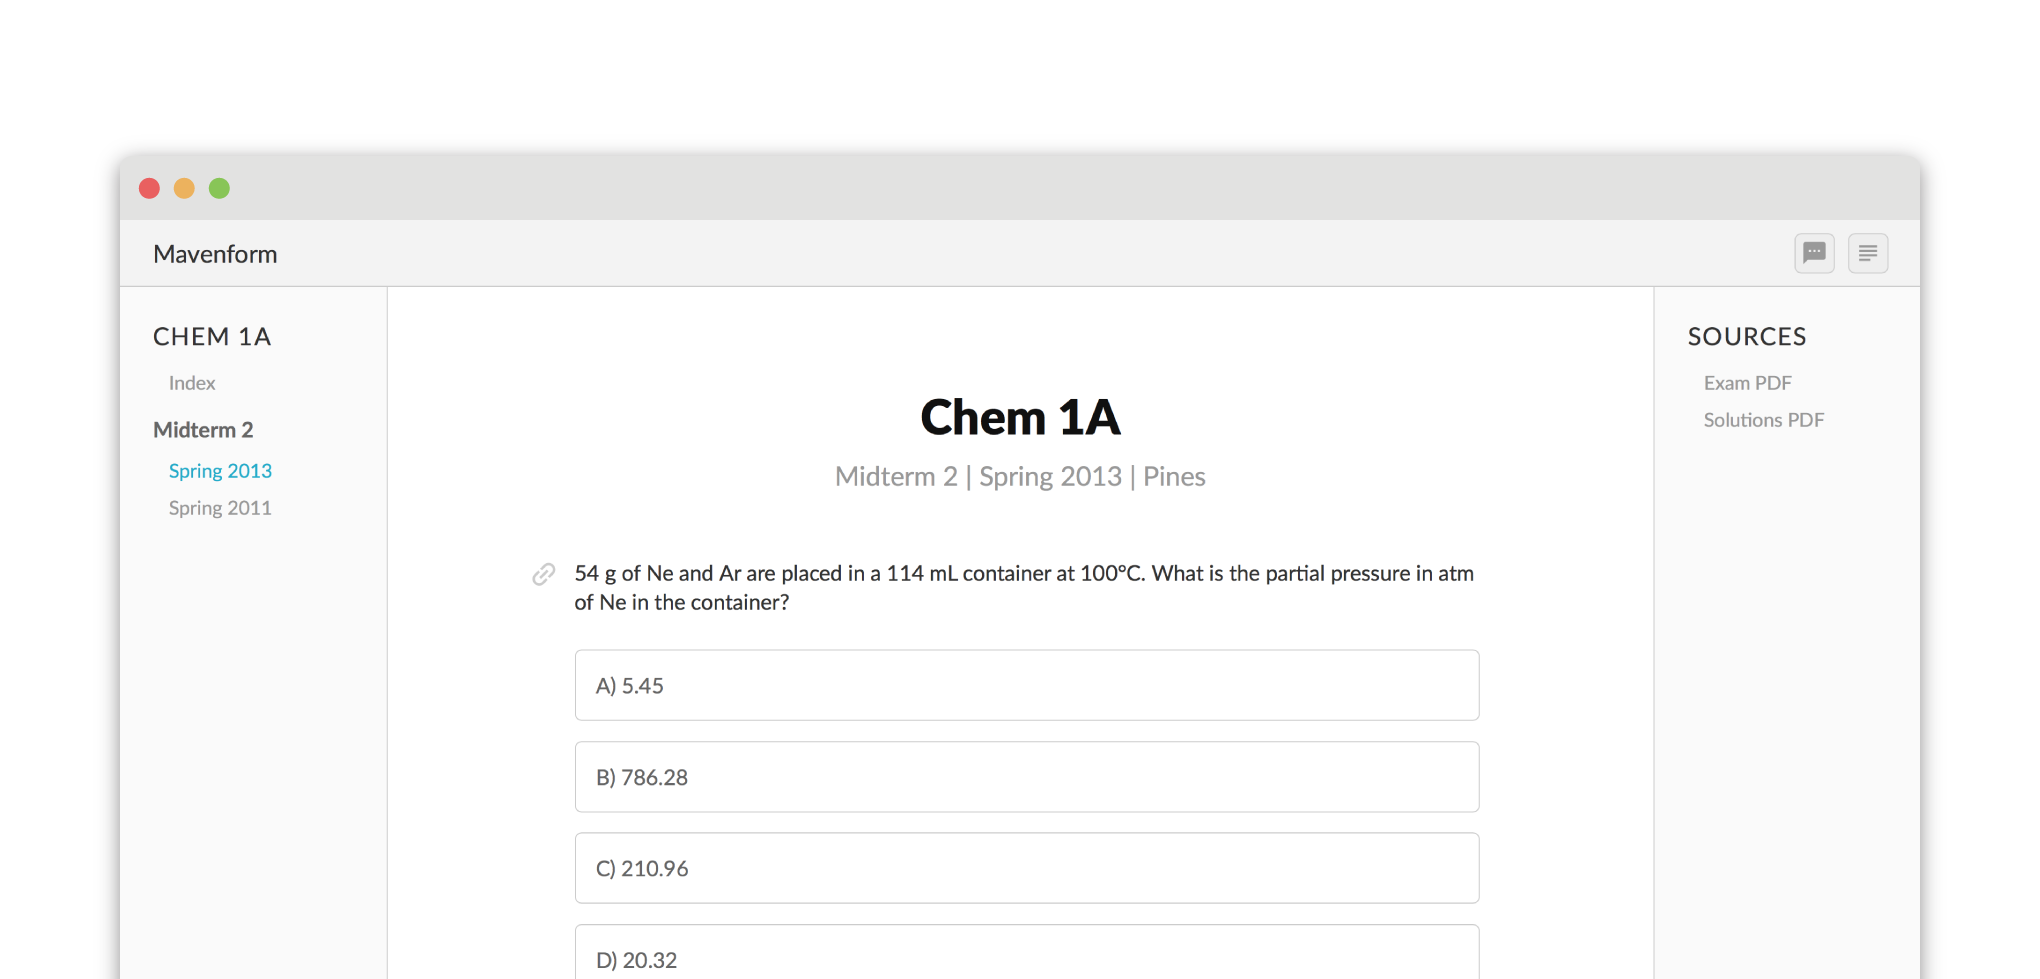 Mavenform
CHEM 1A
Index
Midterm 2
Spring 2013
Spring 2011
Chem 1A
Midterm 2 | Spring 2013 | Pines
54 g of Ne and Ar are placed in a 114 mL container at 100°C. What is the partial pressure in atm
of Ne in the container?
A) 5.45
B) 786.28
C) 210.96
D) 20.32
SOURCES
Exam PDF
Solutions PDF